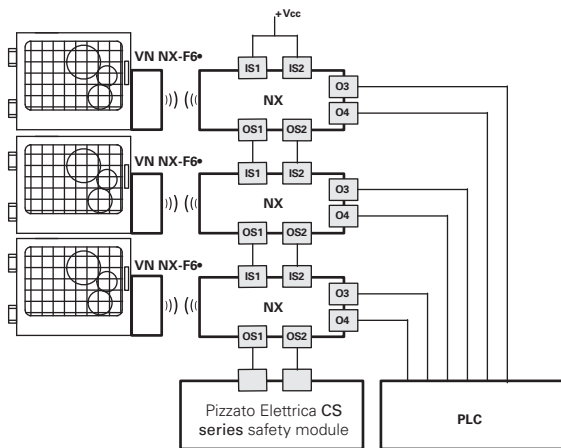 +Vcc
VN NX-F6•
IS1 IS2
NX
O3
O4
OS1 OS2
VN NX-F6•
IS1 IS2
NX
O3
O4
OS1 OS2
VN NX-F6•
IS1 IS2
NX
O3
O4
OS1 OS2
Pizzato Elettrica CS
series safety module
PLC